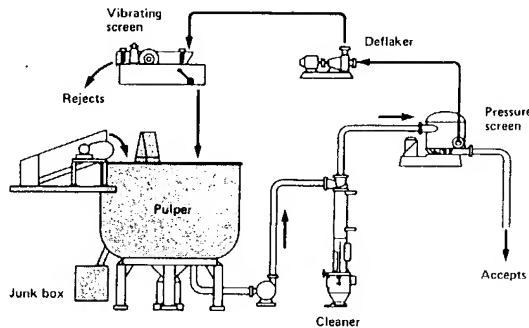 Vibrating
screen
Deflaker
Rejects
Pressure
screen
Pulper
Junk box
Accepts
Cleaner